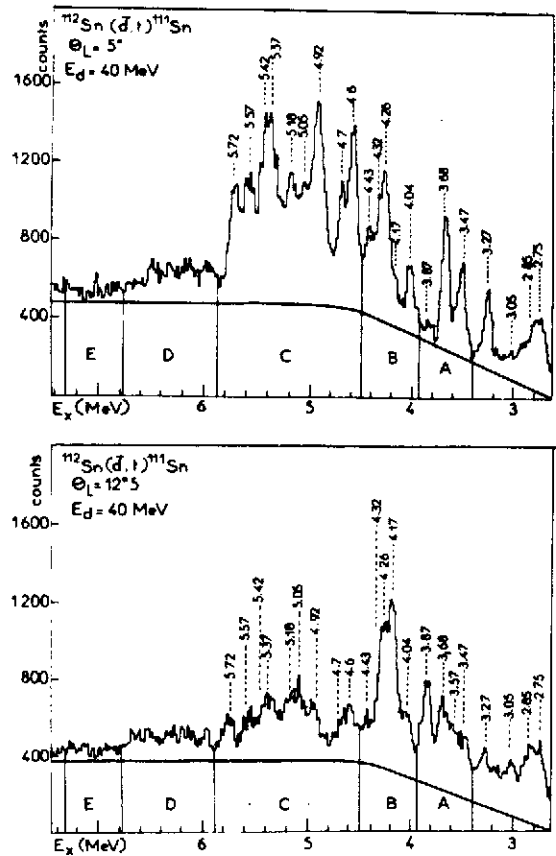 ¹¹²Sn(d⃗,t)¹¹¹Sn
Θ_L = 5°
E_d = 40 MeV
counts
1600
1200
800
400
5.72
5.57
5.42
5.37
5.18
5.05
4.92
4.7
4.6
4.43
4.32
4.26
4.17
4.04
3.87
3.68
3.47
3.27
3.05
2.85
2.75
E
D
C
B
A
E_x (MeV)
6
5
4
3
¹¹²Sn(d⃗,t)¹¹¹Sn
Θ_L = 12°5
E_d = 40 MeV
counts
1600
1200
800
400
5.72
5.57
5.42
5.37
5.18
5.05
4.92
4.7
4.6
4.43
4.32
4.26
4.17
4.04
3.87
3.68
3.57
3.47
3.27
3.05
2.85
2.75
E
D
C
B
A
E_x (MeV)
6
5
4
3